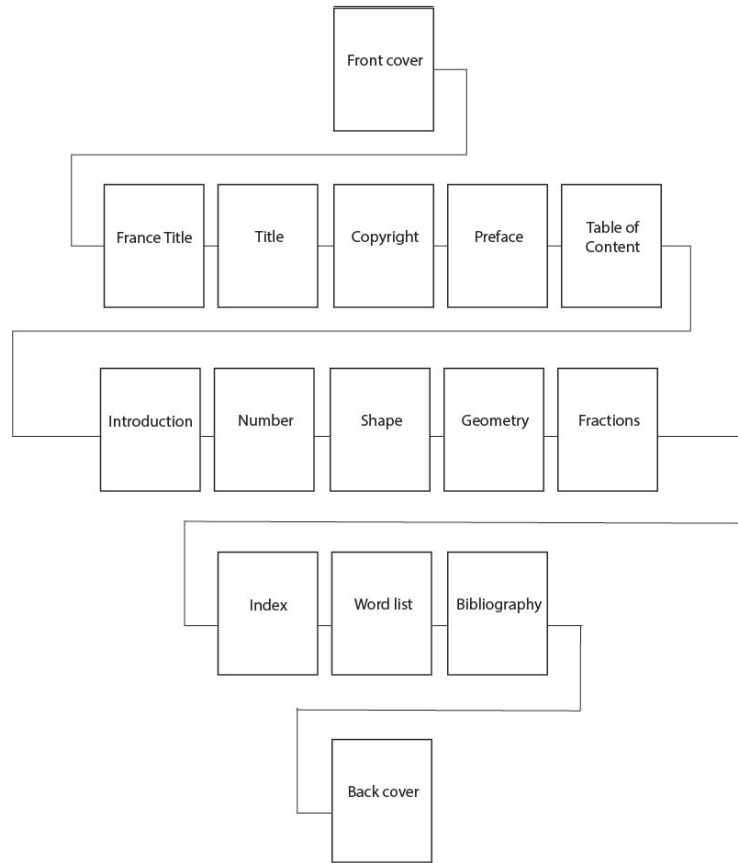 Front cover
France Title
Title
Copyright
Preface
Table of
Content
Introduction
Number
Shape
Geometry
Fractions
Index
Word list
Bibliography
Back cover